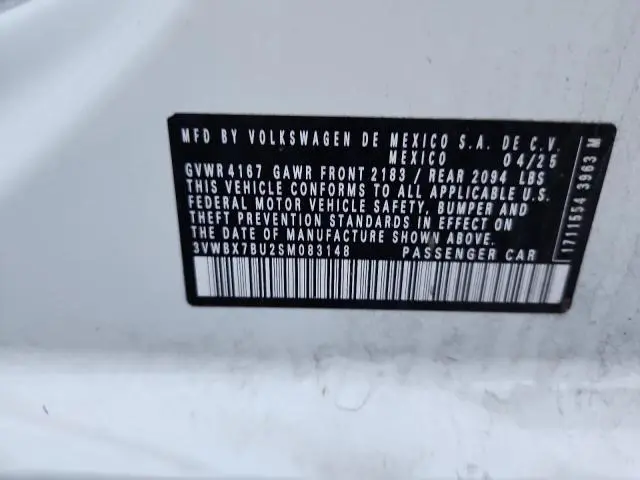 MFD BY VOLKSWAGEN DE MEXICO S.A. DE C.V.
MEXICO 04/25
GVWR 4167 GAWR FRONT 2183 / REAR 2094 LBS
THIS VEHICLE CONFORMS TO ALL APPLICABLE U.S.
FEDERAL MOTOR VEHICLE SAFETY, BUMPER AND
THEFT PREVENTION STANDARDS IN EFFECT ON
THE DATE OF MANUFACTURE SHOWN ABOVE.
3VWBX7BU2SM083148 PASSENGER CAR
1711554 3963 M